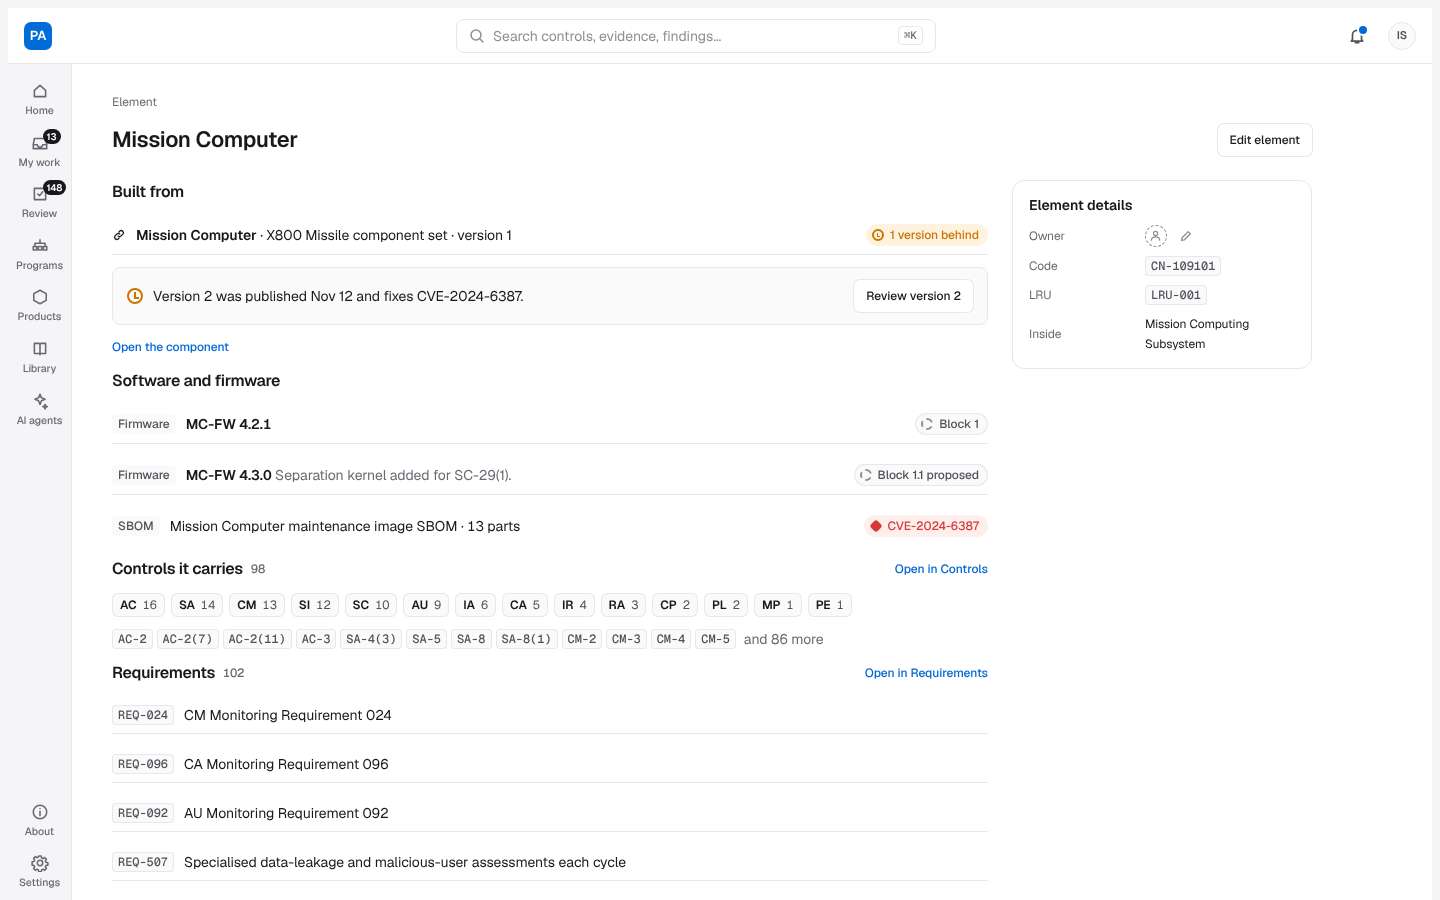 PA
Search controls, evidence, findings...
⌘K
IS
Home
13
My work
148
Review
Programs
Products
Library
AI agents
About
Settings
Element
Mission Computer
Edit element
Built from
Mission Computer · X800 Missile component set · version 1
1 version behind
Version 2 was published Nov 12 and fixes CVE-2024-6387.
Review version 2
Open the component
Software and firmware
Firmware MC-FW 4.2.1
Block 1
Firmware MC-FW 4.3.0 Separation kernel added for SC-29(1).
Block 1.1 proposed
SBOM Mission Computer maintenance image SBOM · 13 parts
CVE-2024-6387
Controls it carries 98
Open in Controls
AC 16 SA 14 CM 13 SI 12 SC 10 AU 9 IA 6 CA 5 IR 4 RA 3 CP 2 PL 2 MP 1 PE 1
AC-2 AC-2(7) AC-2(11) AC-3 SA-4(3) SA-5 SA-8 SA-8(1) CM-2 CM-3 CM-4 CM-5 and 86 more
Requirements 102
Open in Requirements
REQ-024 CM Monitoring Requirement 024
REQ-096 CA Monitoring Requirement 096
REQ-092 AU Monitoring Requirement 092
REQ-507 Specialised data-leakage and malicious-user assessments each cycle
Element details
Owner
Code CN-109101
LRU LRU-001
Inside Mission Computing
Subsystem